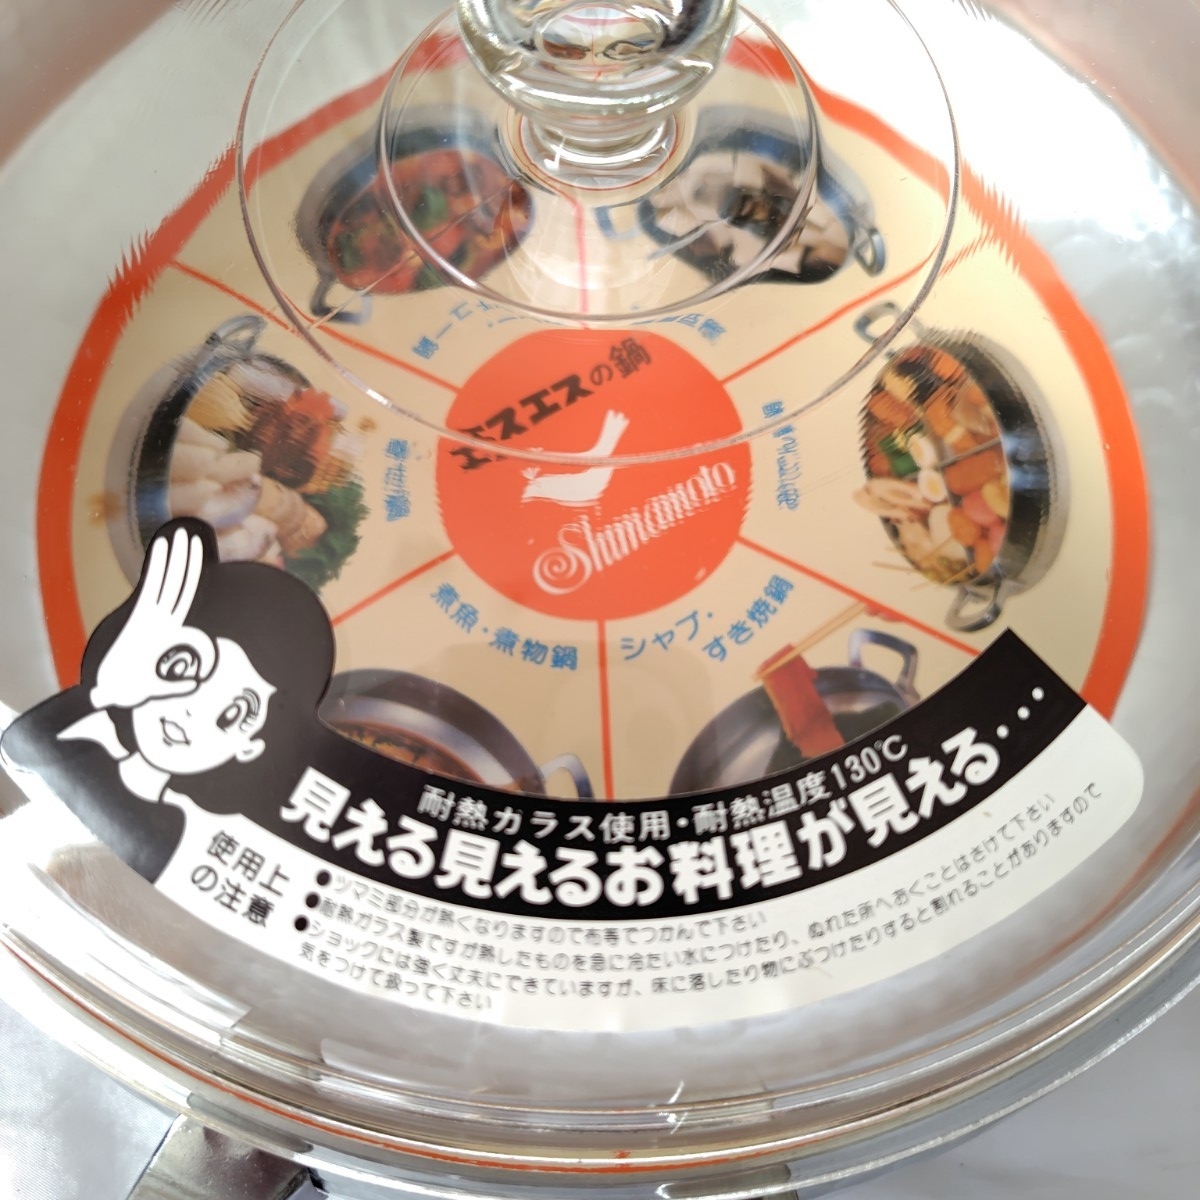 エスエスの鍋
Shimamoto
寄世鍋
煮魚・煮物鍋
シャブ・
すき焼鍋
耐熱ガラス使用・耐熱温度130℃
見える見えるお料理が見える…
使用上
の注意
●ツマミ部分が熱くなりますので布等でつかんで下さい
●耐熱ガラス製ですが熱したものを急に冷たい水につけたり、ぬれた所へおくことはさけて下さい
●ショックには強く丈夫にできていますが、床に落したり物にぶつけたりすると割れることがありますので
気をつけて扱って下さい